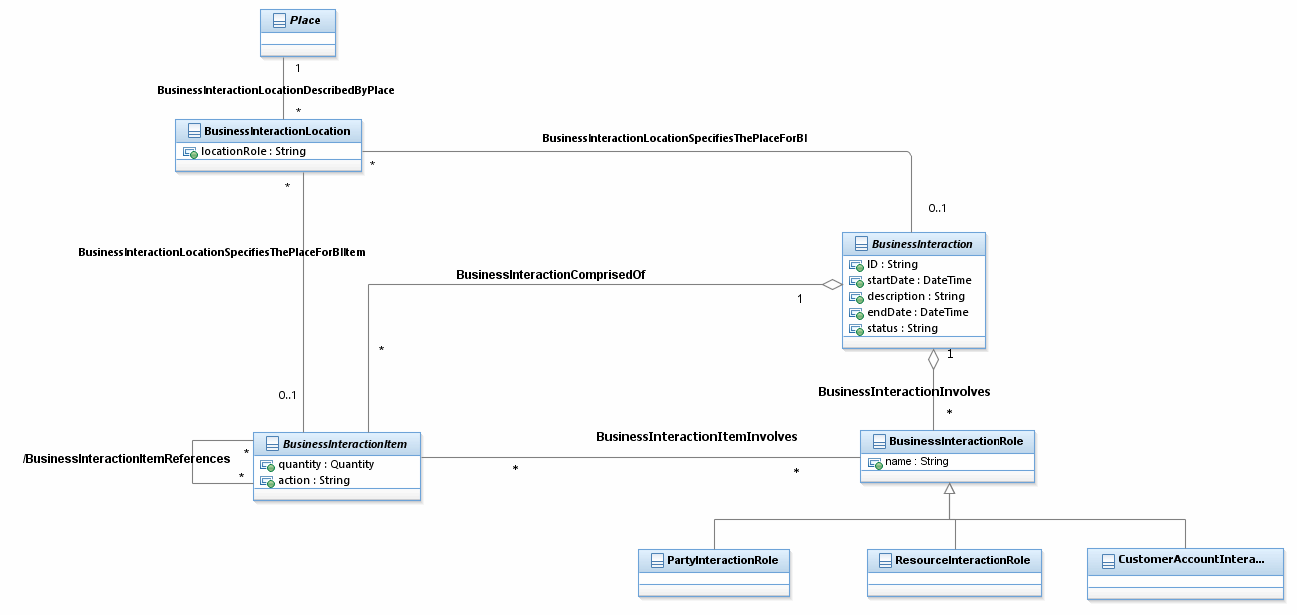 Place
1
BusinessInteractionLocationDescribedByPlace
*
BusinessInteractionLocation
locationRole : String
*
*
BusinessInteractionLocationSpecifiesThePlaceForBI
0..1
BusinessInteraction
ID : String
startDate : DateTime
description : String
endDate : DateTime
status : String
BusinessInteractionLocationSpecifiesThePlaceForBIItem
0..1
BusinessInteractionComprisedOf
1
*
1
BusinessInteractionInvolves
*
BusinessInteractionItem
quantity : Quantity
action : String
/BusinessInteractionItemReferences
*
*
BusinessInteractionItemInvolves
*
*
BusinessInteractionRole
name : String
PartyInteractionRole
ResourceInteractionRole
CustomerAccountIntera...